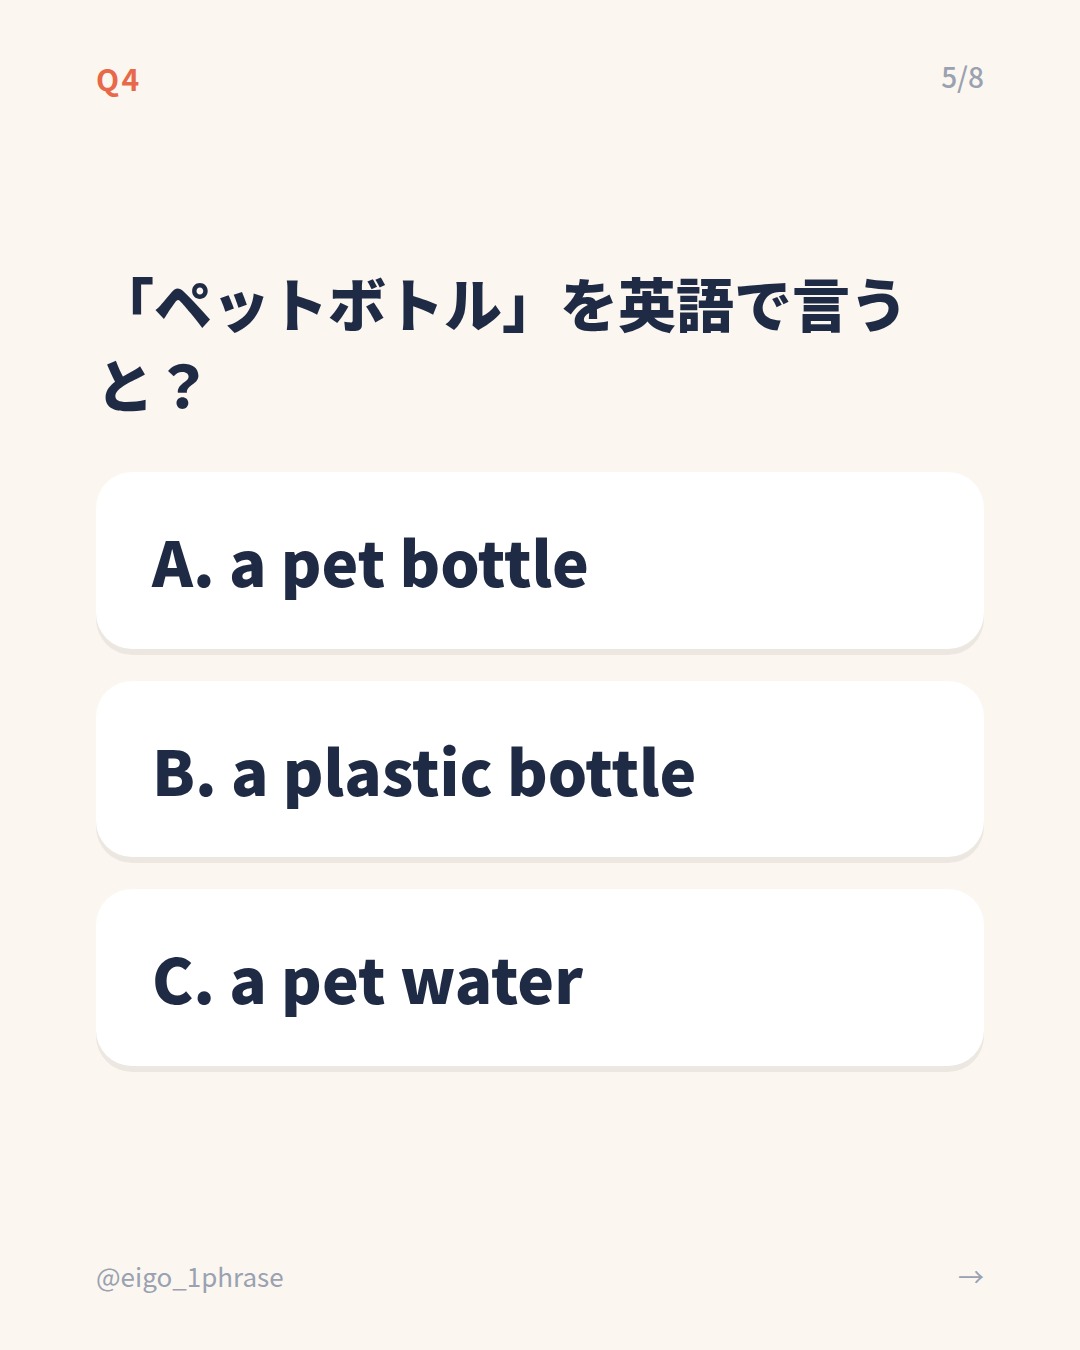 Q4
5/8
「ペットボトル」を英語で言う
と？
A. a pet bottle
B. a plastic bottle
C. a pet water
@eigo_1phrase
→